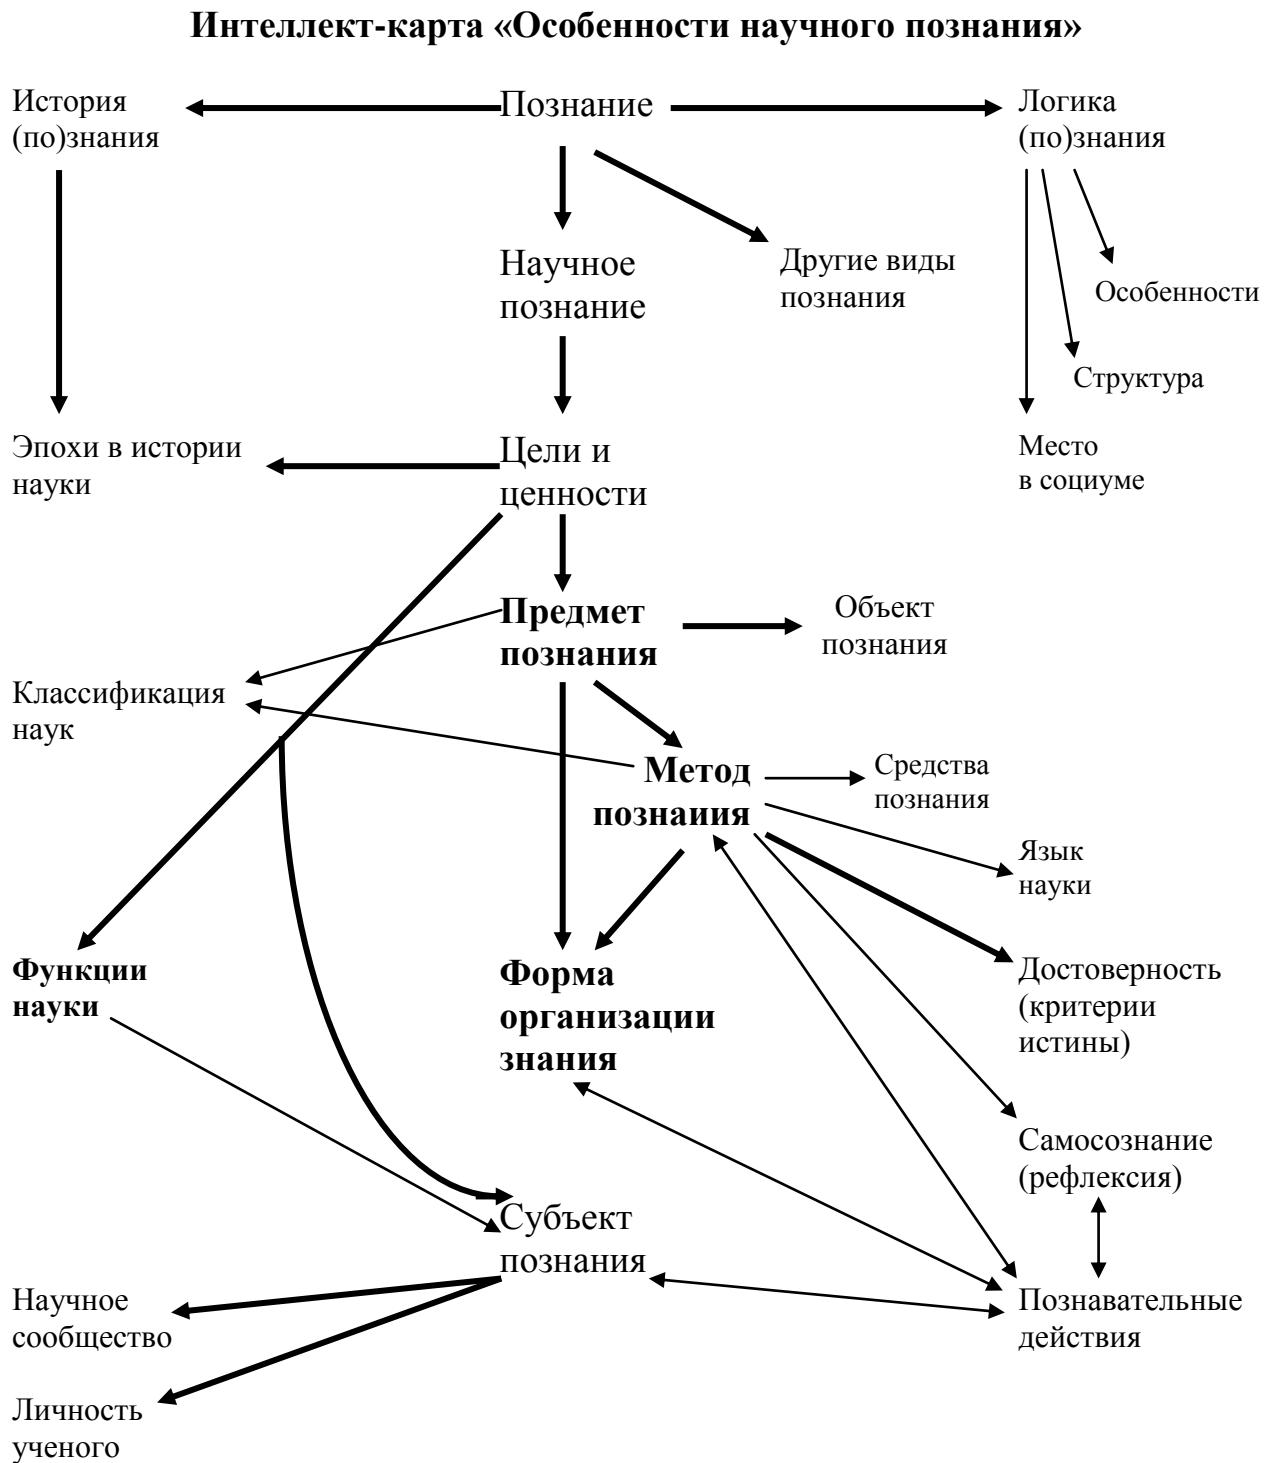 Интеллект-карта «Особенности научного познания»
История
(по)знания
Познание
Логика
(по)знания
Научное
познание
Другие виды
познания
Особенности
Структура
Эпохи в истории
науки
Цели и
ценности
Место
в социуме
Предмет
познания
Объект
познания
Классификация
наук
Метод
познаиия
Средства
познания
Язык
науки
Функции
науки
Форма
организации
знания
Достоверность
(критерии
истины)
Самосознание
(рефлексия)
Субъект
познания
Научное
сообщество
Познавательные
действия
Личность
ученого